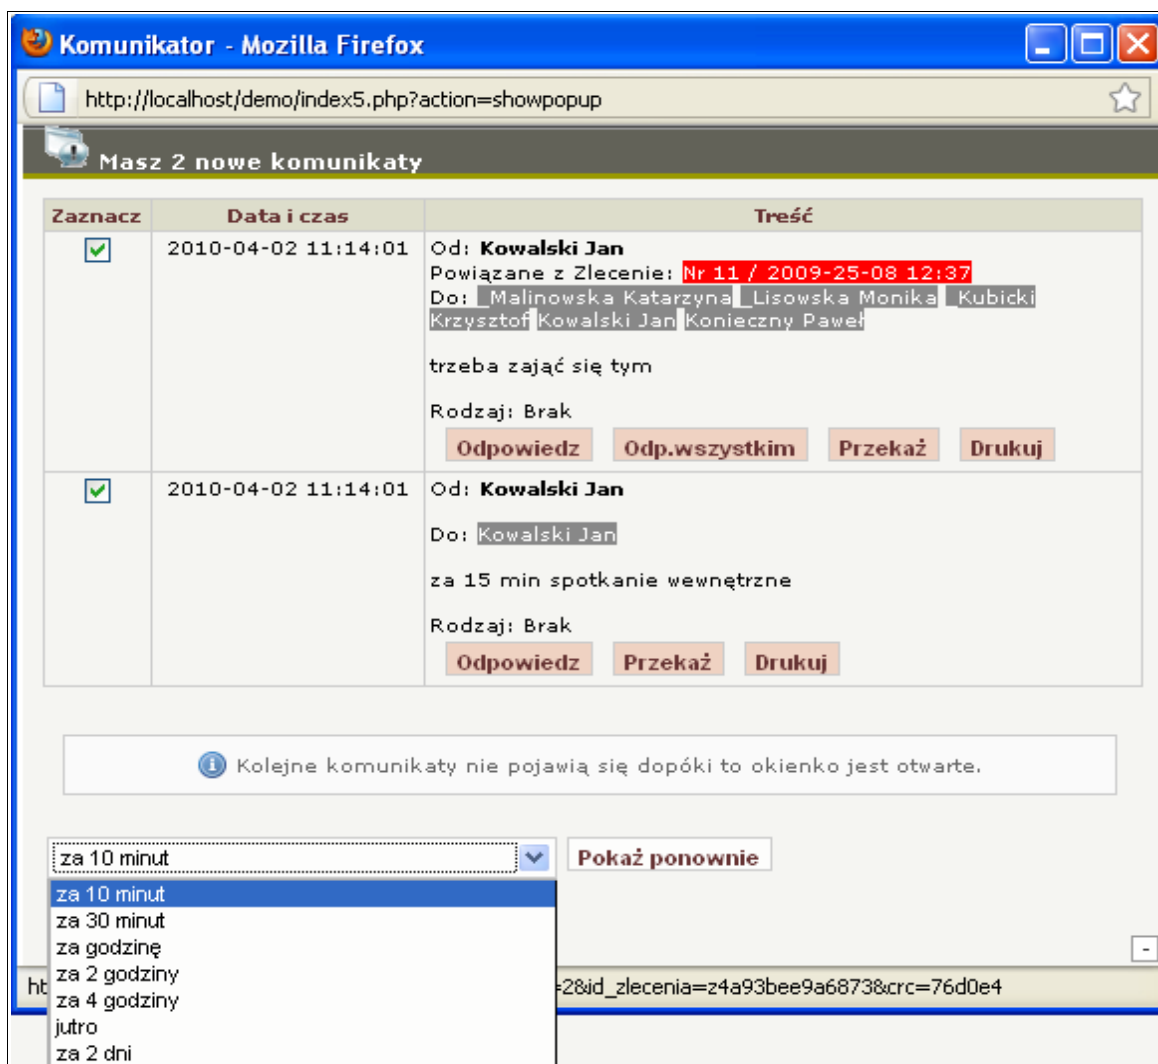 Komunikator - Mozilla Firefox
http://localhost/demo/index5.php?action=showpopup
Masz 2 nowe komunikaty
Zaznacz Data i czas Treść
2010-04-02 11:14:01 Od: Kowalski Jan
Powiązane z Zlecenie: Nr 11 / 2009-25-08 12:37
Do: _Malinowska Katarzyna _Lisowska Monika _Kubicki
Krzysztof Kowalski Jan Konieczny Paweł
trzeba zająć się tym
Rodzaj: Brak
Odpowiedz Odp.wszystkim Przekaż Drukuj
2010-04-02 11:14:01 Od: Kowalski Jan
Do: Kowalski Jan
za 15 min spotkanie wewnętrzne
Rodzaj: Brak
Odpowiedz Przekaż Drukuj
Kolejne komunikaty nie pojawią się dopóki to okienko jest otwarte.
za 10 minut Pokaż ponownie
za 10 minut
za 30 minut
za godzinę
za 2 godziny
ht =2&id_zlecenia=z4a93bee9a6873&crc=76d0e4
za 4 godziny
jutro
za 2 dni